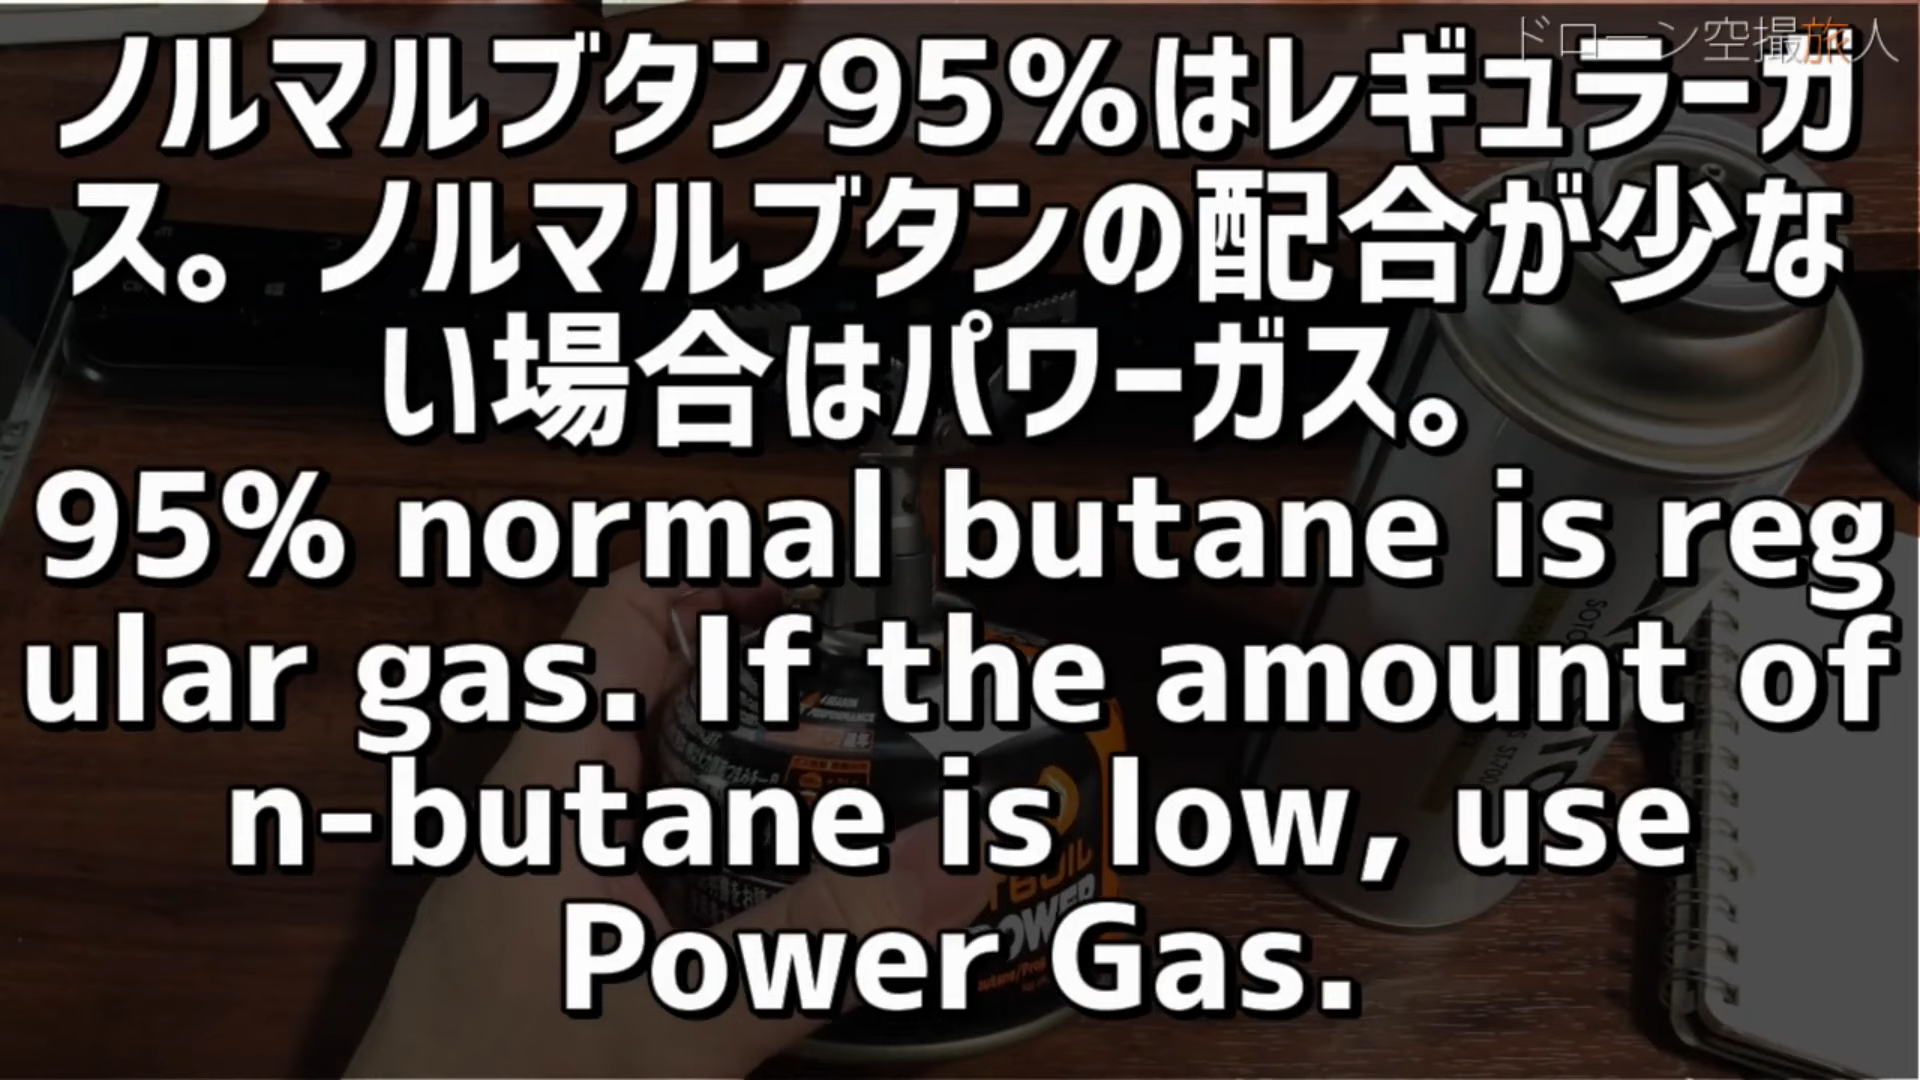 ドローン空撮旅人
ノルマルブタン95%はレギュラーガ
ス。ノルマルブタンの配合が少な
い場合はパワーガス。
95% normal butane is reg
ular gas. If the amount of
n-butane is low, use
Power Gas.
POWER